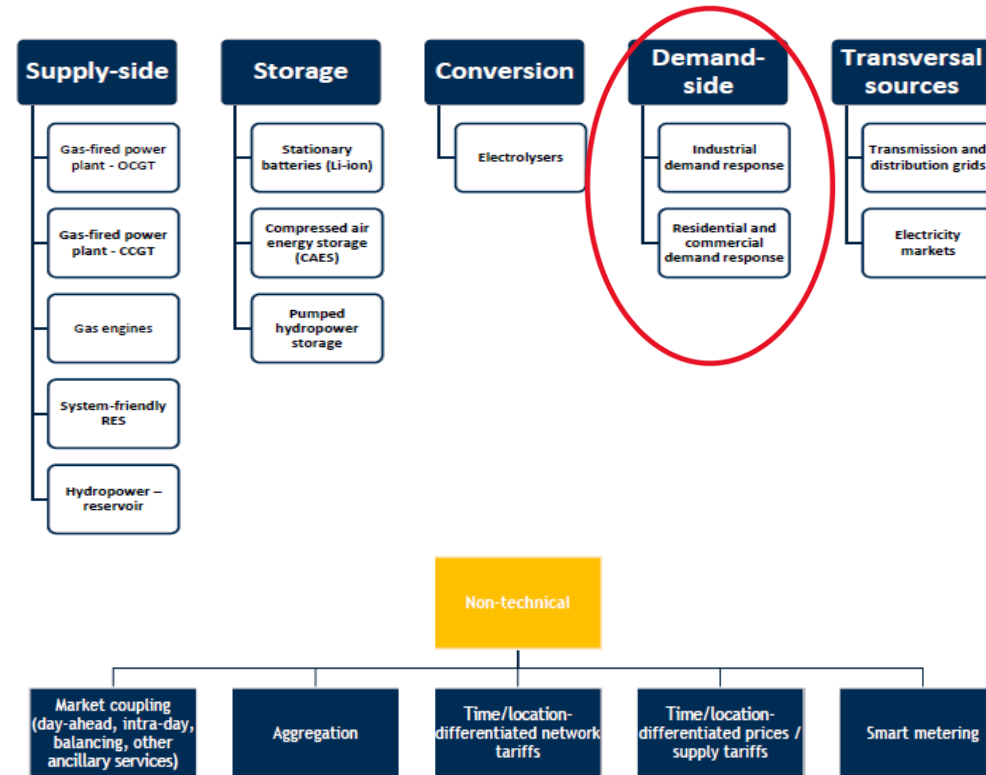 Supply-side
Storage
Conversion
Demand-
side
Transversal
sources
Gas-fired power
plant - OCGT
Gas-fired power
plant - CCGT
Gas engines
System-friendly
RES
Hydropower –
reservoir
Stationary
batteries (Li-ion)
Compressed air
energy storage
(CAES)
Pumped
hydropower
storage
Electrolysers
Industrial
demand response
Residential and
commercial
demand response
Transmission and
distribution grids
Electricity
markets
Non-technical
Market coupling
(day-ahead, intra-day,
balancing, other
ancillary services)
Aggregation
Time/location-
differentiated network
tariffs
Time/location-
differentiated prices /
supply tariffs
Smart metering